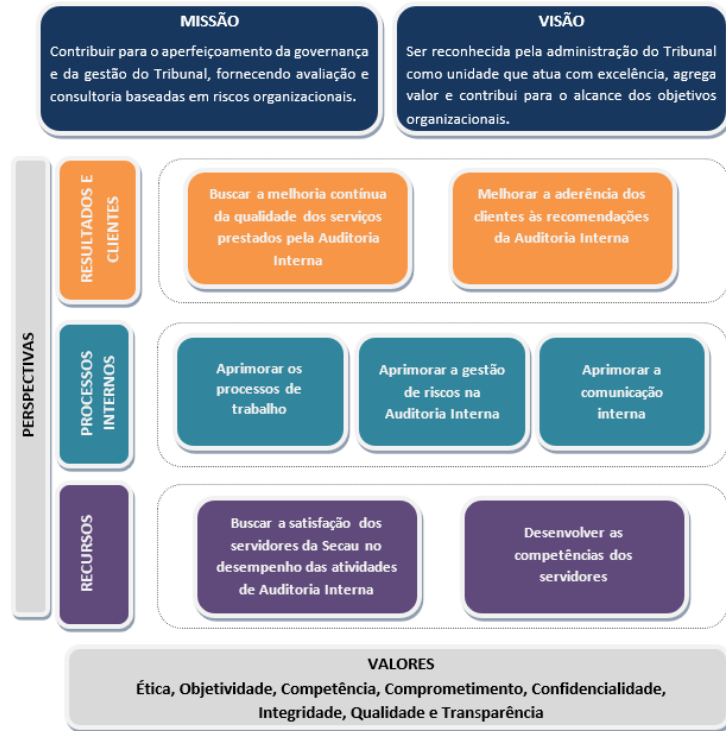 MISSÃO
Contribuir para o aperfeiçoamento da governança
e da gestão do Tribunal, fornecendo avaliação e
consultoria baseadas em riscos organizacionais.
VISÃO
Ser reconhecida pela administração do Tribunal
como unidade que atua com excelência, agrega
valor e contribui para o alcance dos objetivos
organizacionais.
PERSPECTIVAS
RESULTADOS E
CLIENTES
Buscar a melhoria contínua
da qualidade dos serviços
prestados pela Auditoria
Interna
Melhorar a aderência dos
clientes às recomendações
da Auditoria Interna
PROCESSOS
INTERNOS
Aprimorar os
processos de
trabalho
Aprimorar a gestão
de riscos na
Auditoria Interna
Aprimorar a
comunicação
interna
RECURSOS
Buscar a satisfação dos
servidores da Secau no
desempenho das atividades
de Auditoria Interna
Desenvolver as
competências dos
servidores
VALORES
Ética, Objetividade, Competência, Comprometimento, Confidencialidade,
Integridade, Qualidade e Transparência